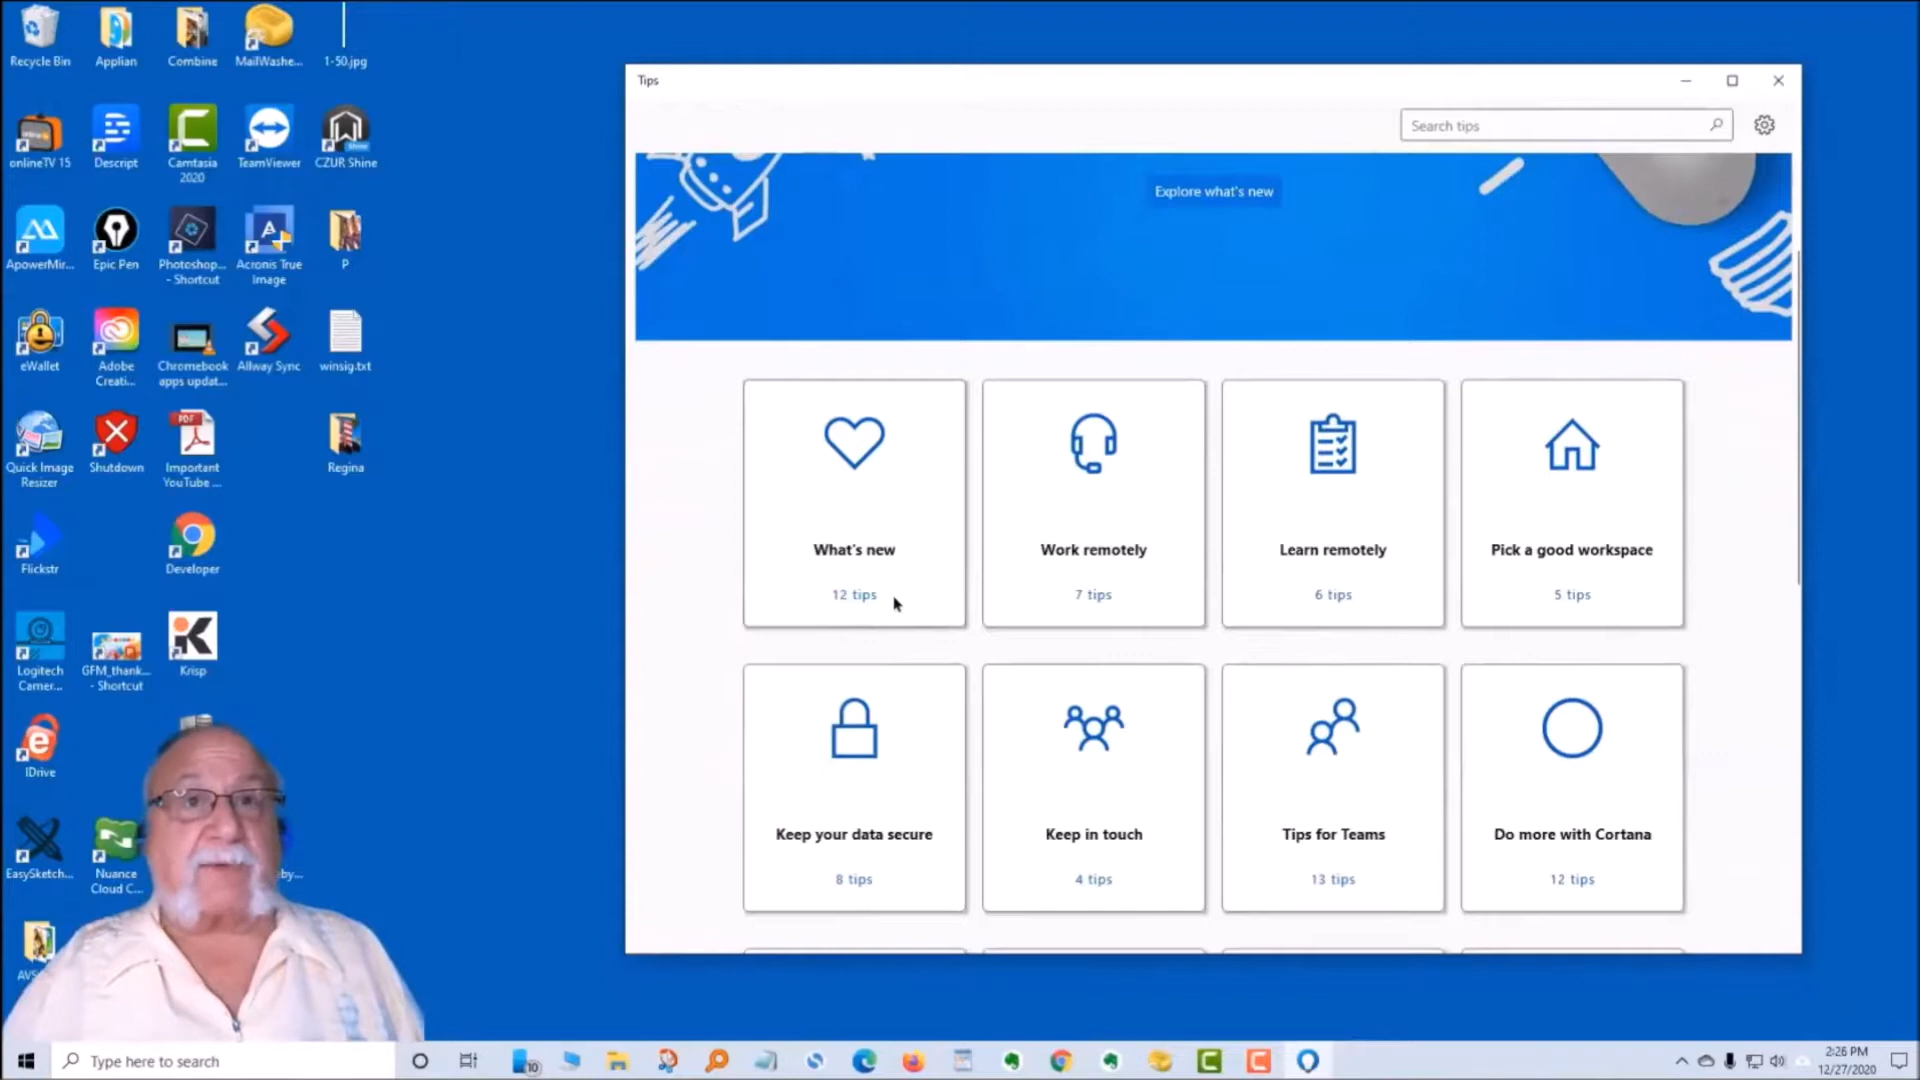 Recycle Bin
Applian
Combine
MailWashe...
1-50.jpg
onlineTV 15
Descript
Camtasia
2020
TeamViewer
CZUR Shine
ApowerMir...
Epic Pen
Photoshop...
- Shortcut
Acronis True
Image
P
eWallet
Adobe
Creati...
Chromebook
apps updat...
Allway Sync
winsig.txt
Quick Image
Resizer
Shutdown
PDF
Important
YouTube ...
Regina
Flickstr
Developer
Logitech
Camer...
GFM_thank...
- Shortcut
Krisp
IDrive
EasySketch...
Nuance
Cloud C...
by...
Tips
Search tips
Explore what's new
What's new
12 tips
Work remotely
7 tips
Learn remotely
6 tips
Pick a good workspace
5 tips
Keep your data secure
8 tips
Keep in touch
4 tips
Tips for Teams
13 tips
Do more with Cortana
12 tips
Type here to search
10
2:26 PM
12/27/2020